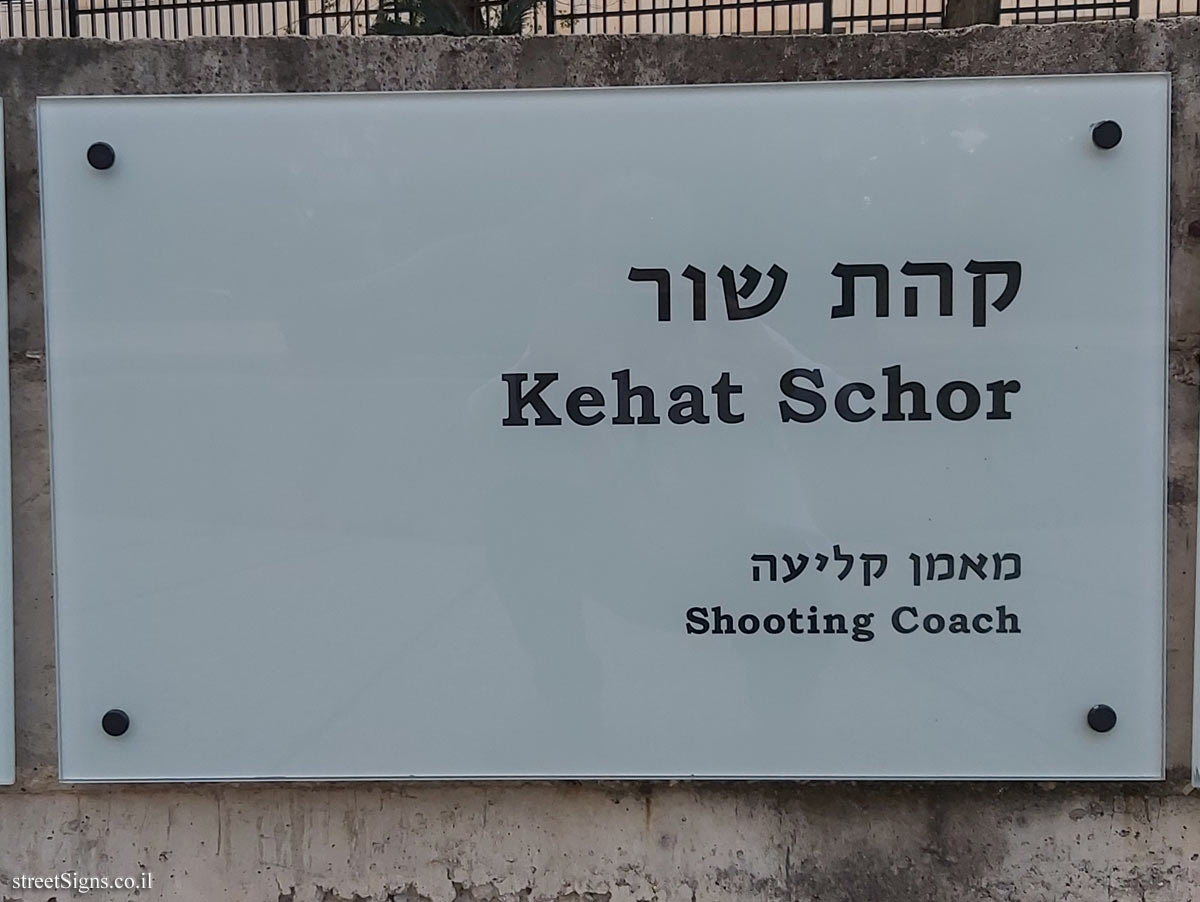 קהת שור
Kehat Schor
מאמן קליעה
Shooting Coach
streetSigns.co.il